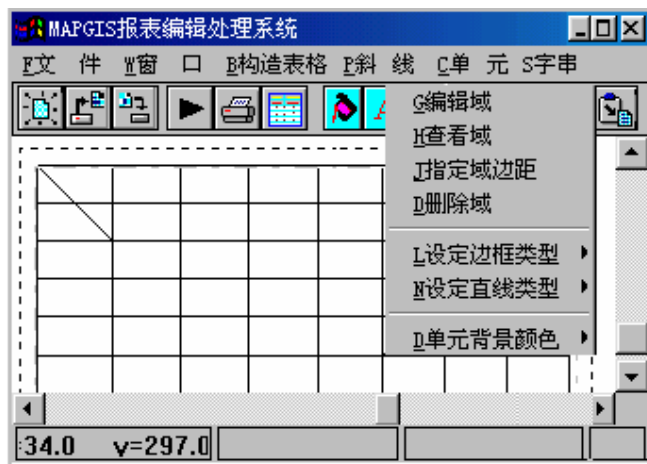 MAPGIS报表编辑处理系统
F文 件 W窗 口 B构造表格 P斜 线 C单 元 S字串
G编辑域
H查看域
J指定域边距
D删除域
L设定边框类型
N设定直线类型
D单元背景颜色
:34.0 v=297.0